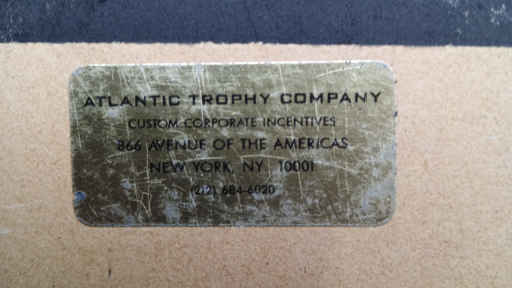 ATLANTIC TROPHY COMPANY
CUSTOM CORPORATE INCENTIVES
866 AVENUE OF THE AMERICAS
NEW YORK, NY. 10001
(212) 684-6020